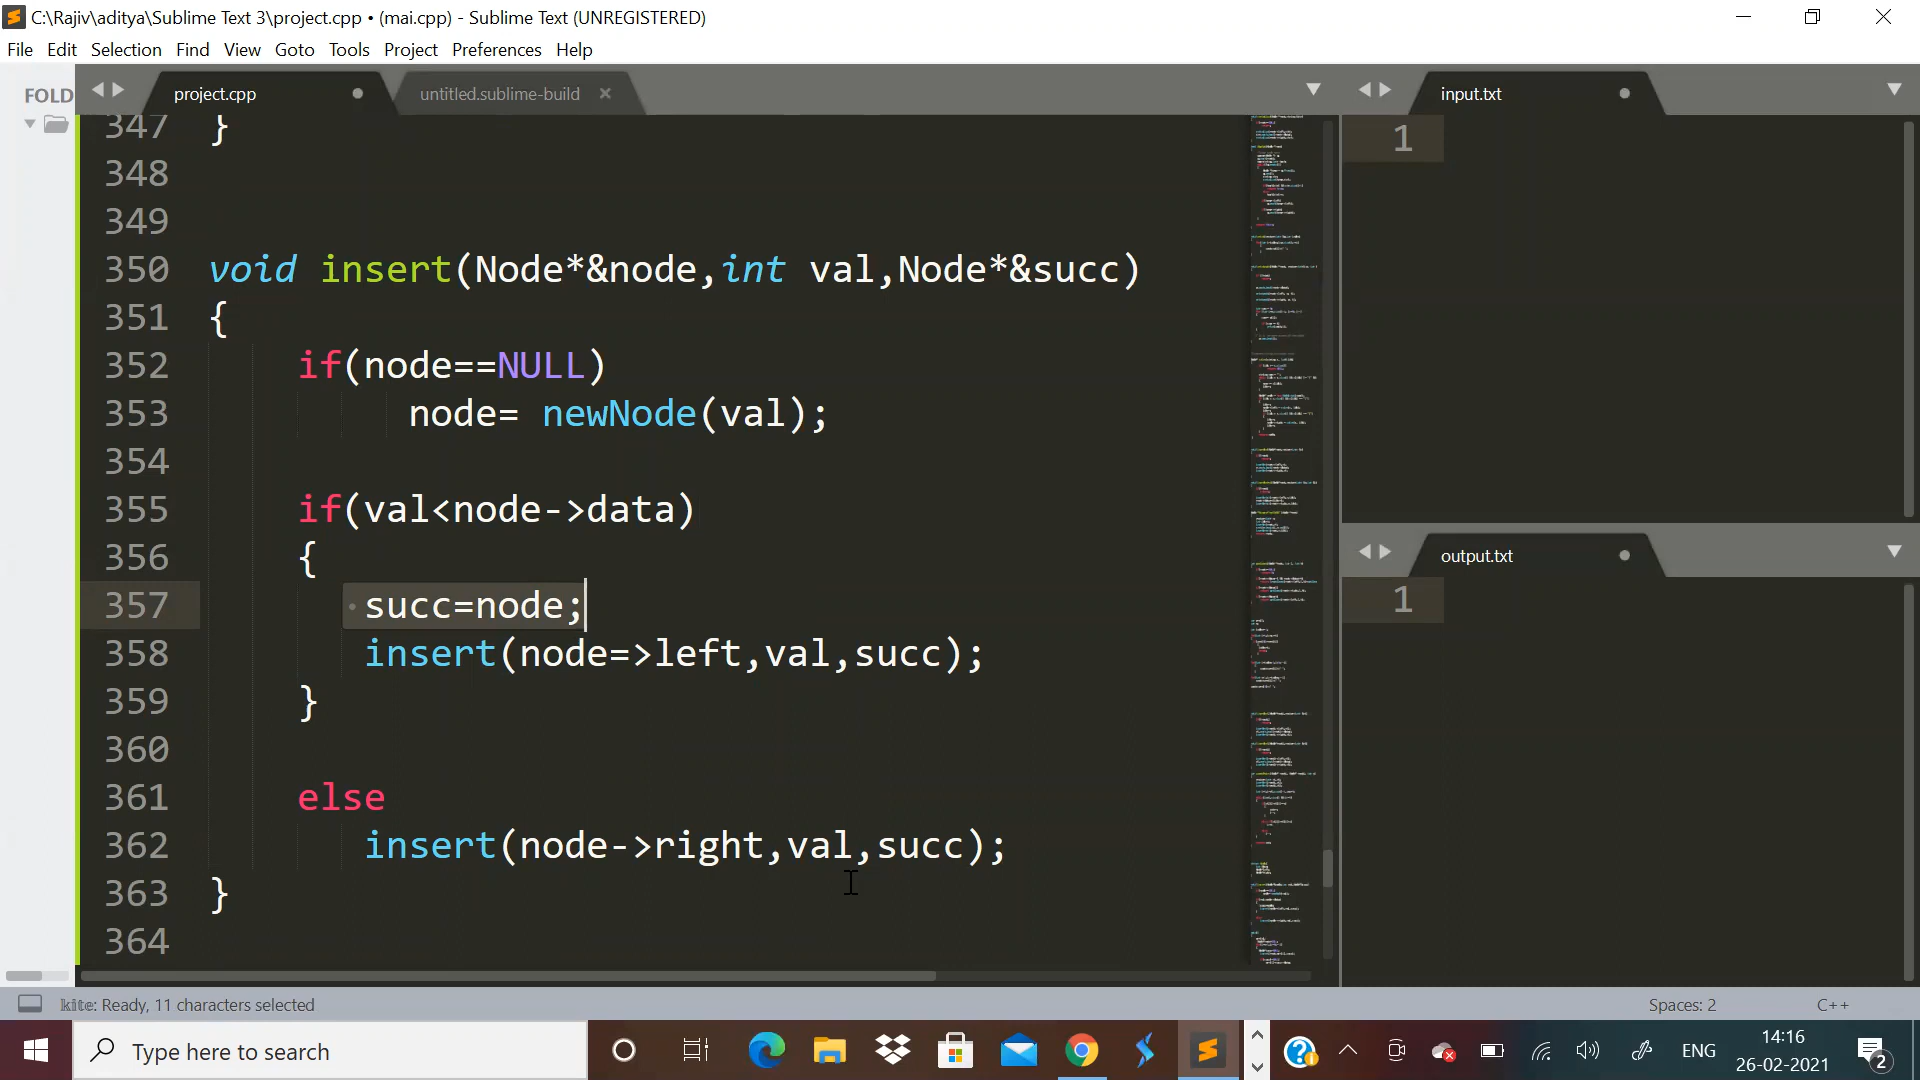 C:\Rajiv\aditya\Sublime Text 3\project.cpp • (mai.cpp) - Sublime Text (UNREGISTERED)
File Edit Selection Find View Goto Tools Project Preferences Help
FOLD
project.cpp
untitled.sublime-build
input.txt
1
347 }
348
349
350 void insert(Node*&node,int val,Node*&succ)
351 {
352 if(node==NULL)
353 node= newNode(val);
354
355 if(val<node->data)
356 {
357 succ=node;
358 insert(node=>left,val,succ);
359 }
360
361 else
362 insert(node->right,val,succ);
363 }
364
output.txt
1
kite: Ready, 11 characters selected
Spaces: 2
C++
Type here to search
ENG
14:16
26-02-2021
2